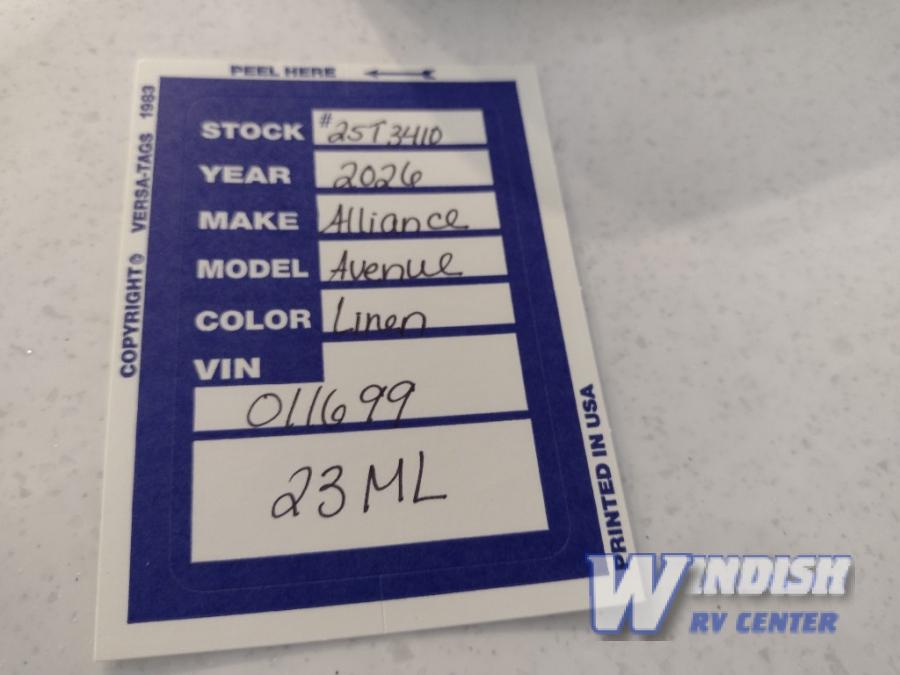 PEEL HERE
COPYRIGHT © VERSA-TAGS 1983
STOCK #25T3410
YEAR 2026
MAKE Alliance
MODEL Avenue
COLOR Linen
VIN
011699
23ML
PRINTED IN USA
WINDISH
RV CENTER